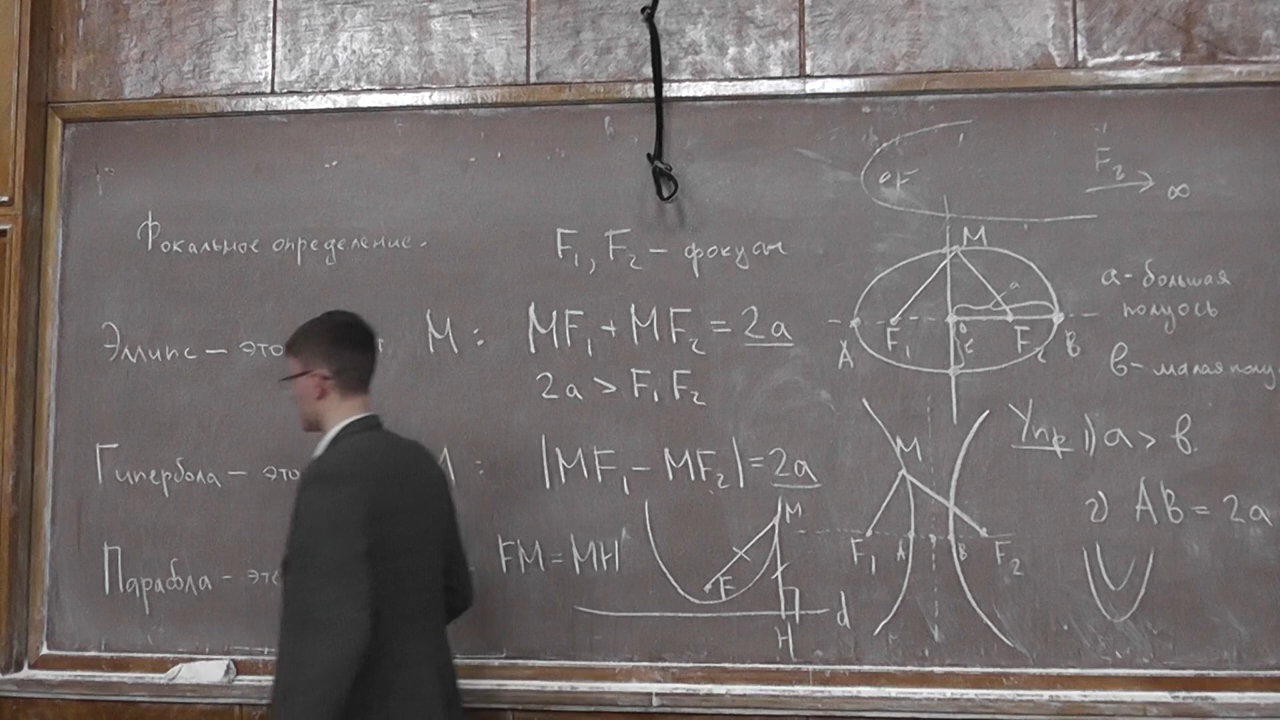 Фокальное определение.
F₁, F₂ – фокусы
Эллипс – это М : MF₁ + MF₂ = 2a
2a > F₁F₂
Гипербола – это : |MF₁ – MF₂| = 2a
Парабола – это FM = MH
F
F₂ → ∞
M
a
A F₁ F₂ B
a – большая
полуось
b – малая
Упр 1) a > b
2) AB = 2a
M
F₁ A B F₂
M
F
d
H